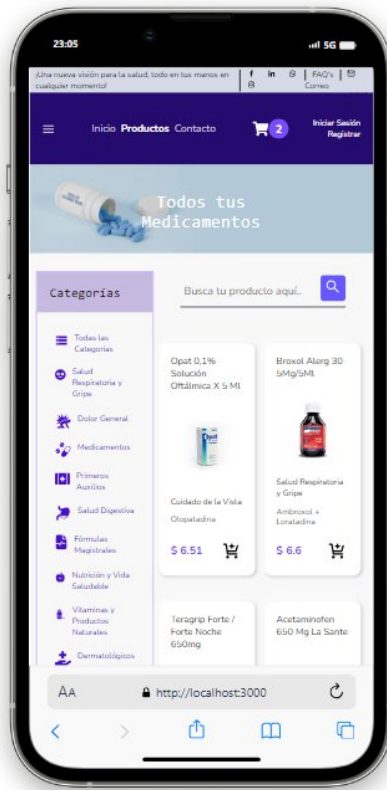 23:05
5G
¡Una nueva visión para la salud, todo en tus manos en
cualquier momento!
FAQ's
Correo
Inicio Productos Contacto
2
Iniciar Sesión
Registrar
Todos tus
Medicamentos
Categorías
Busca tu producto aquí..
Todas las
Categorías
Salud
Respiratoria y
Gripe
Dolor General
Medicamentos
Primeros
Auxilios
Salud Digestiva
Fórmulas
Magistrales
Nutrición y Vida
Saludable
Vitaminas y
Productos
Naturales
Dermatológicos
Opat 0,1%
Solución
Oftálmica X 5 Ml
Cuidado de la Vista
Olopatadina
$ 6.51
Broxol Alerg 30-
5Mg/5Ml
Salud Respiratoria
y Gripe
Ambroxol +
Loratadina
$ 6.6
Teragrip Forte /
Forte Noche
650mg
Acetaminofen
650 Mg La Sante
AA
http://localhost:3000